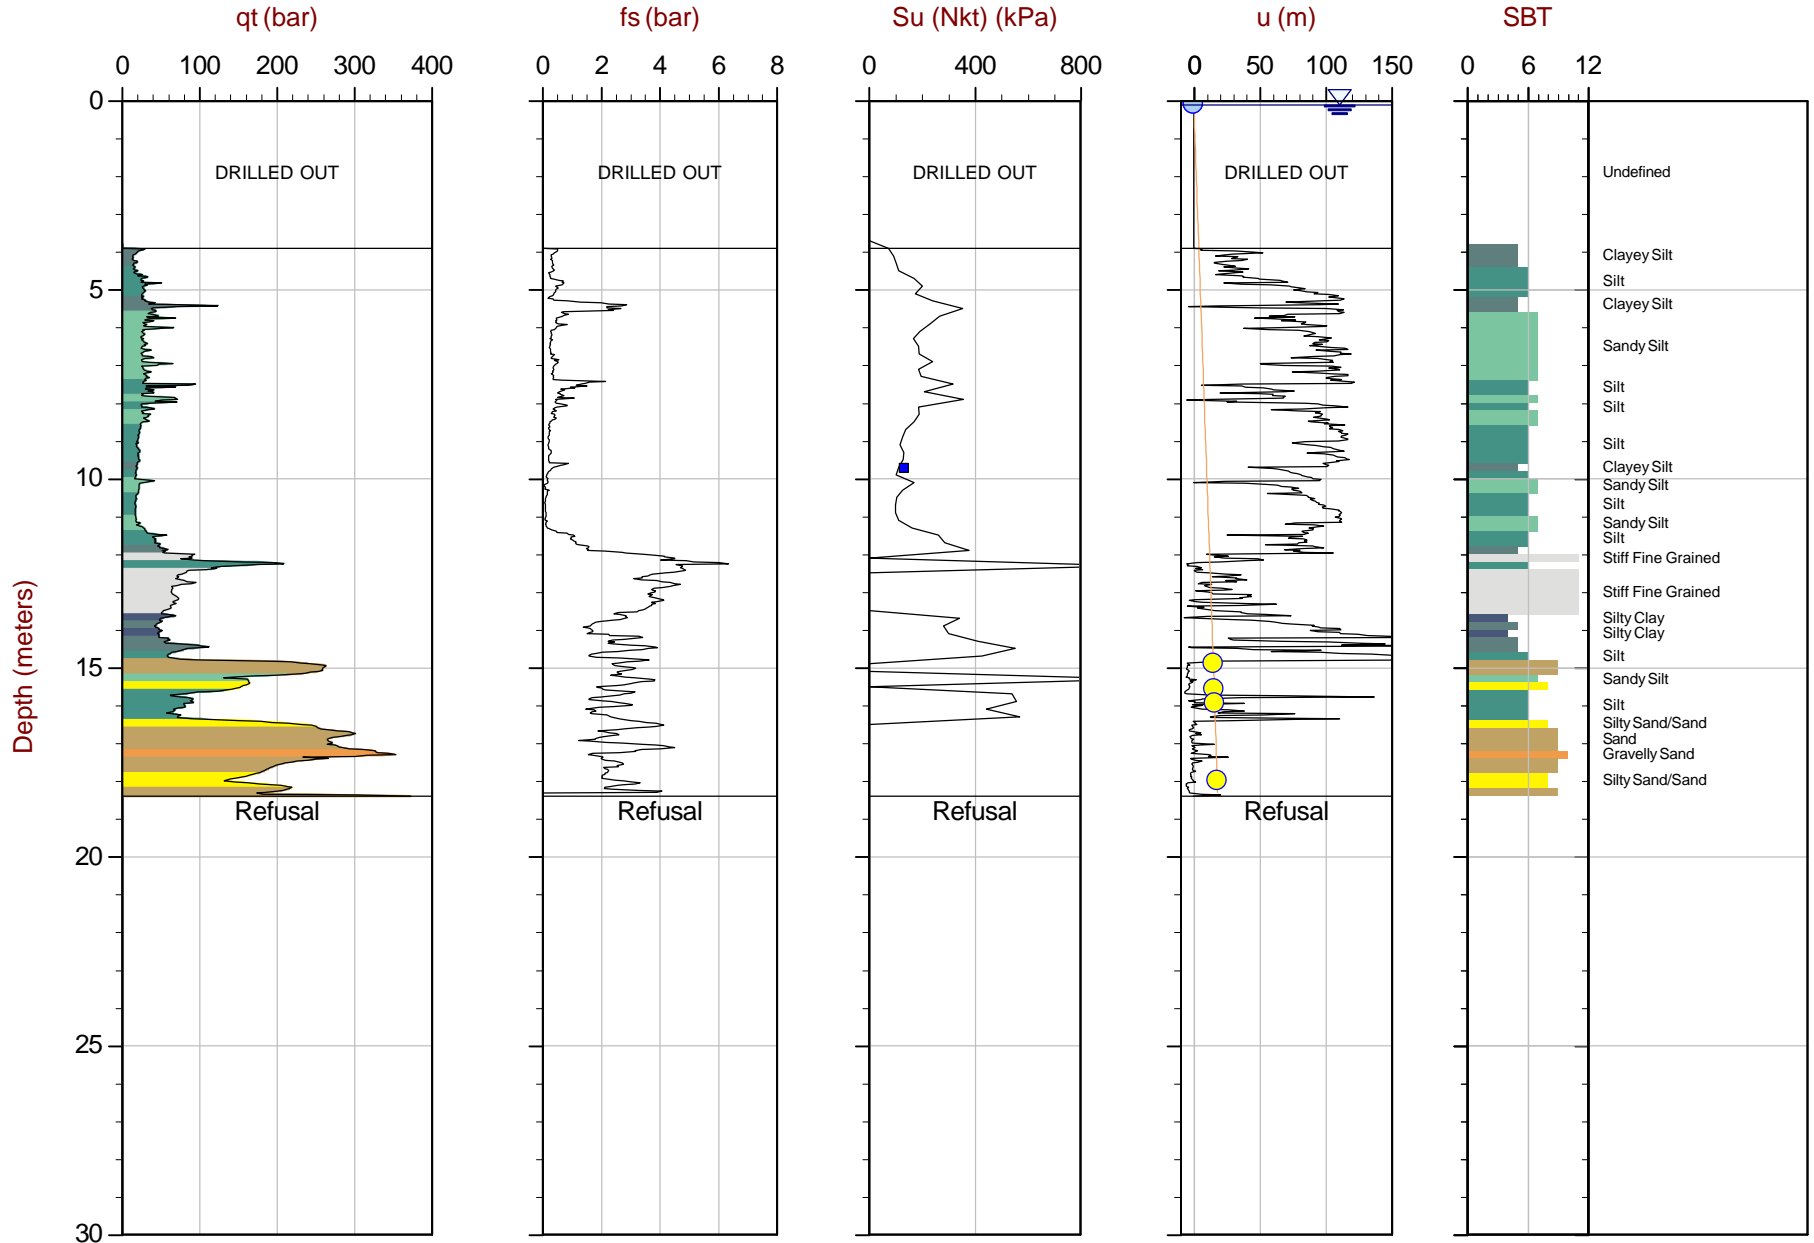 qt (bar) fs (bar) Su (Nkt) (kPa) u (m) SBT
0 100 200 300 400 0 2 4 6 8 0 400 800 0 50 100 150 0 6 12
0
DRILLED OUT DRILLED OUT DRILLED OUT DRILLED OUT Undefined
Clayey Silt
Silt
5
Clayey Silt
Sandy Silt
Silt
Silt
Silt
Clayey Silt
10
Sandy Silt
Silt
Sandy Silt
Silt
Stiff Fine Grained
Stiff Fine Grained
Silty Clay
Silty Clay
Silt
15
Sandy Silt
Silt
Silty Sand/Sand
Sand
Gravelly Sand
Silty Sand/Sand
Refusal Refusal Refusal Refusal
20
25
30
Depth (meters)